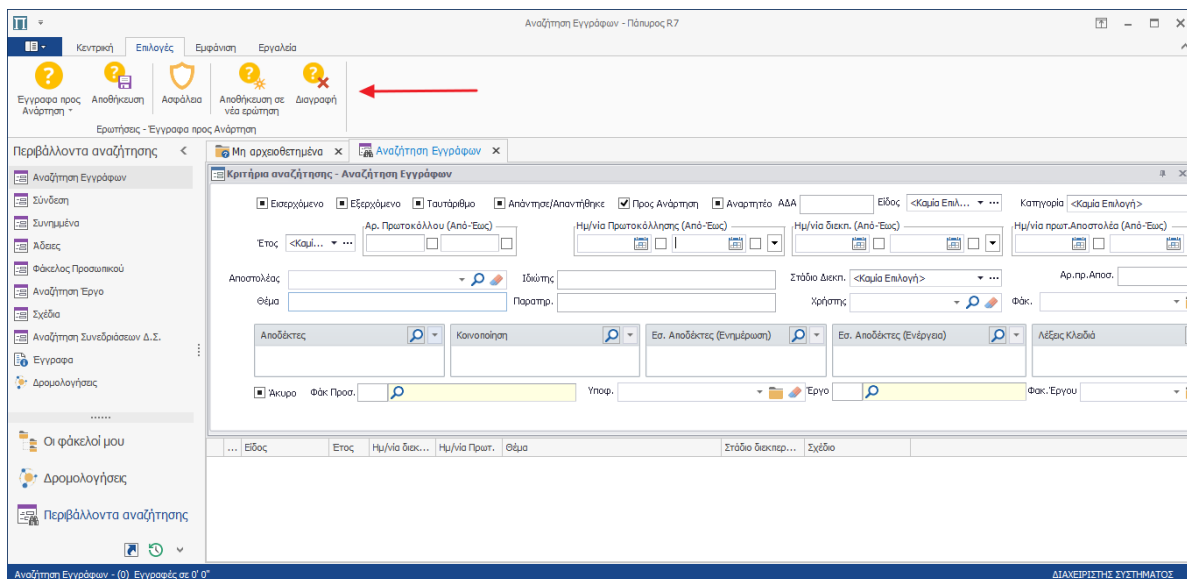 Αναζήτηση Εγγράφων - Πάπυρος R.7
Κεντρική Επιλογές Εμφάνιση Εργαλεία
Έγγραφα προς Ανάρτηση Αποθήκευση Ασφάλεια Αποθήκευση σε νέα ερώτηση Διαγραφή
Ερωτήσεις - Έγγραφα προς Ανάρτηση
Περιβάλλοντα αναζήτησης
Μη αρχειοθετημένα Αναζήτηση Εγγράφων
Αναζήτηση Εγγράφων
Σύνδεση
Συνημμένα
Άδειες
Φάκελος Προσωπικού
Αναζήτηση Έργο
Σχέδια
Αναζήτηση Συνεδριάσεων Δ.Σ.
Έγγραφα
Δρομολογήσεις
Οι φάκελοί μου
Δρομολογήσεις
Περιβάλλοντα αναζήτησης
Κριτήρια αναζήτησης - Αναζήτηση Εγγράφων
Εισερχόμενο Εξερχόμενο Ταυτάριθμο Απάντησε/Απαντήθηκε Προς Ανάρτηση Αναρτητέο ΑΔΑ Είδος <Καμία Επιλ... Κατηγορία <Καμία Επιλογή>
Αρ. Πρωτοκόλλου (Από-Έως) Ημ/νία Πρωτοκόλλησης (Από-Έως) Ημ/νία διεκπ. (Από-Έως) Ημ/νία πρωτ.Αποστολέα (Από-Έως)
Έτος <Καμί...
Αποστολέας Ιδιώτης Στάδιο Διεκπ. <Καμία Επιλογή> Αρ.πρ.Αποσ.
Θέμα Παρατηρ. Χρήστης Φάκ.
Αποδέκτες Κοινοποίηση Εσ. Αποδέκτες (Ενημέρωση) Εσ. Αποδέκτες (Ενέργεια) Λέξεις Κλειδιά
Άκυρο Φάκ Προσ. Υποφ. Έργο Φακ.Έργου
... Είδος Έτος Ημ/νία διεκ... Ημ/νία Πρωτ. Θέμα Στάδιο διεκπερ... Σχέδιο
Αναζήτηση Εγγράφων - (0) Εγγραφές σε 0' 0" ΔΙΑΧΕΙΡΙΣΤΗΣ ΣΥΣΤΗΜΑΤΟΣ